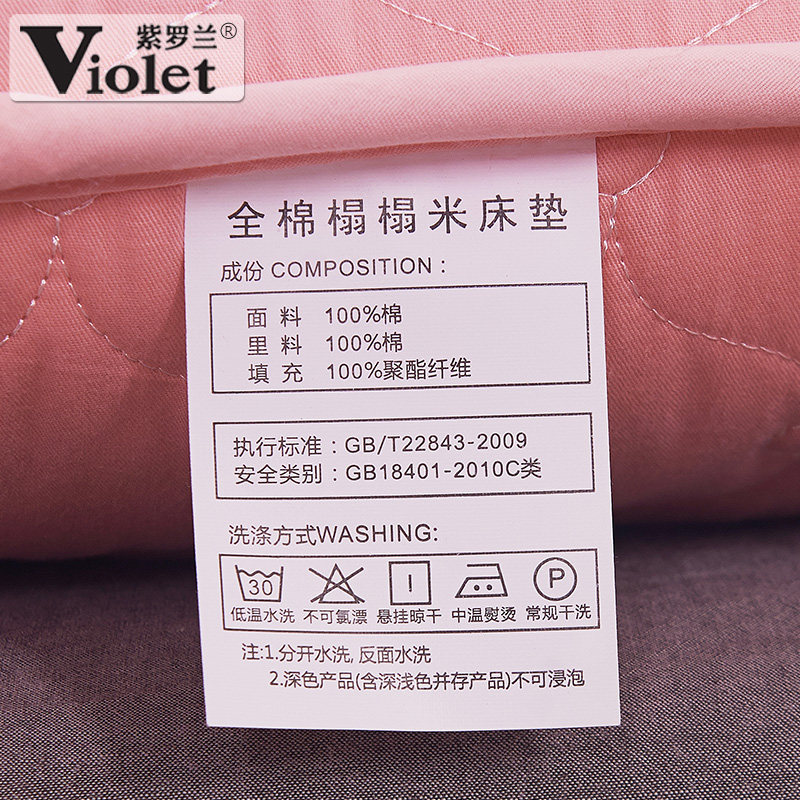 紫罗兰®
Violet
全棉榻榻米床垫
成份 COMPOSITION：
面 料 100%棉
里 料 100%棉
填 充 100%聚酯纤维
执行标准：GB/T22843-2009
安全类别：GB18401-2010C类
洗涤方式WASHING:
30 P
低温水洗 不可氯漂 悬挂晾干 中温熨烫 常规干洗
注:1.分开水洗, 反面水洗
2.深色产品(含深浅色并存产品)不可浸泡